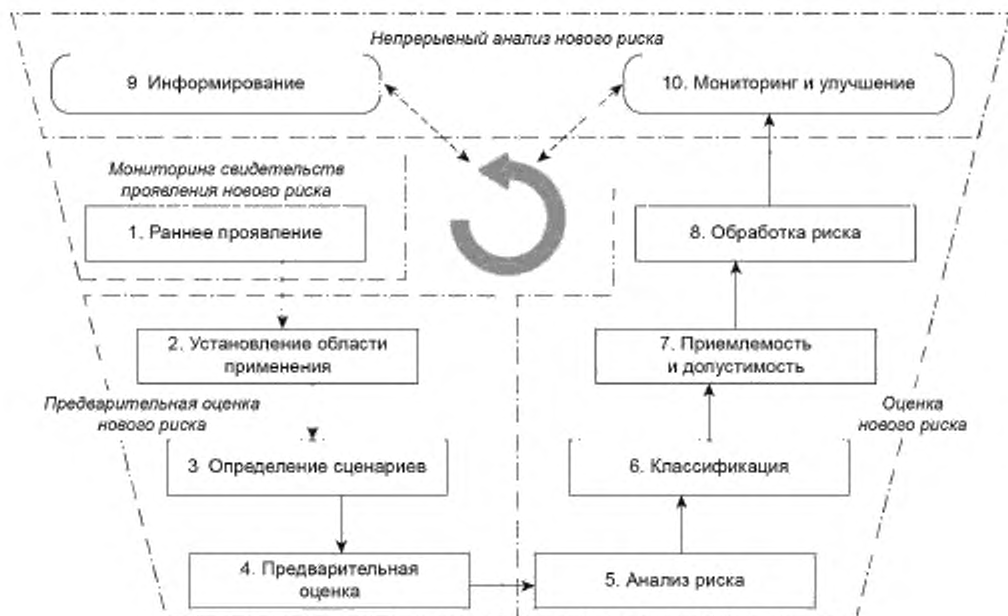 Непрерывный анализ нового риска
9 Информирование
10. Мониторинг и улучшение
Мониторинг свидетельств
проявления нового риска
1. Раннее проявление
8. Обработка риска
2. Установление области
применения
7. Приемлемость
и допустимость
Предварительная оценка
нового риска
Оценка
нового риска
3 Определение сценариев
6. Классификация
4. Предварительная
оценка
5. Анализ риска